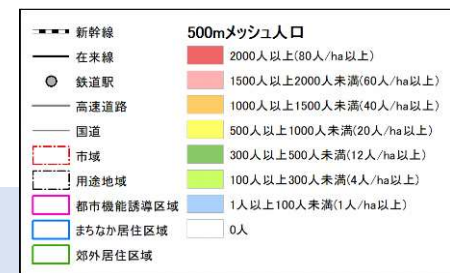 新幹線
在来線
鉄道駅
高速道路
国道
市域
用途地域
都市機能誘導区域
まちなか居住区域
郊外居住区域
500mメッシュ人口
2000人以上(80人/ha以上)
1500人以上2000人未満(60人/ha以上)
1000人以上1500人未満(40人/ha以上)
500人以上1000人未満(20人/ha以上)
300人以上500人未満(12人/ha以上)
100人以上300人未満(4人/ha以上)
1人以上100人未満(1人/ha以上)
0人